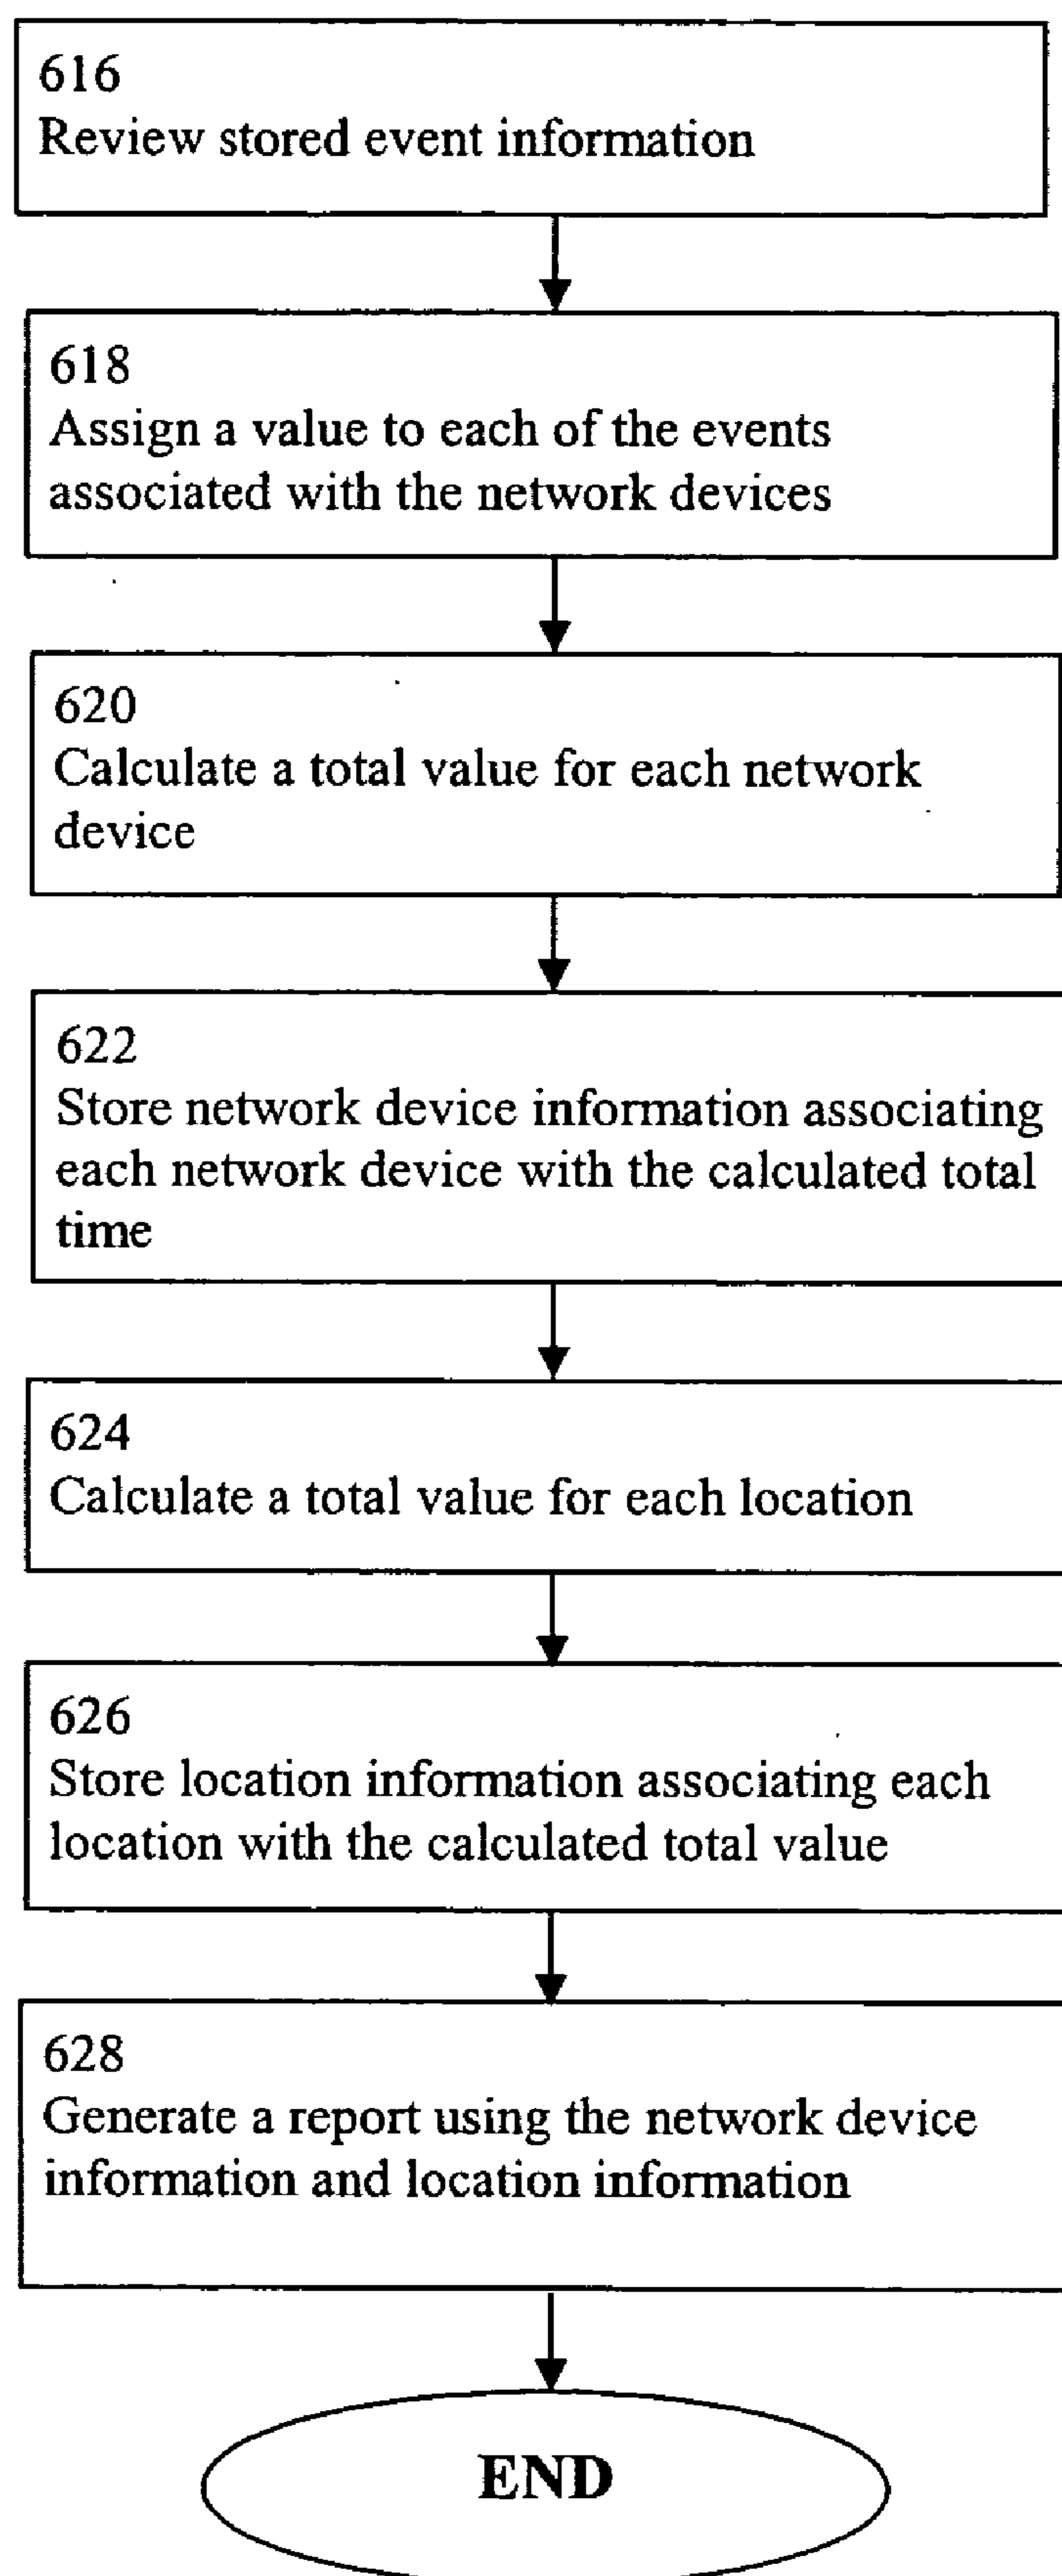 616
Review stored event information
618
Assign a value to each of the events
associated with the network devices
620
Calculate a total value for each network
device
622
Store network device information associating
each network device with the calculated total
time
624
Calculate a total value for each location
626
Store location information associating each
location with the calculated total value
628
Generate a report using the network device
information and location information
END